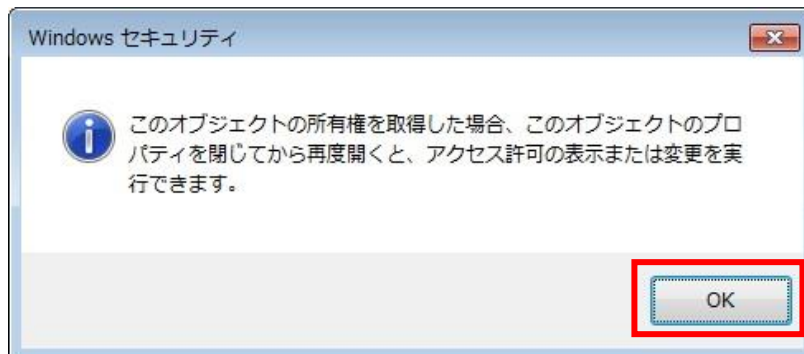 Windows セキュリティ
このオブジェクトの所有権を取得した場合、このオブジェクトのプロ
パティを閉じてから再度開くと、アクセス許可の表示または変更を実
行できます。
OK